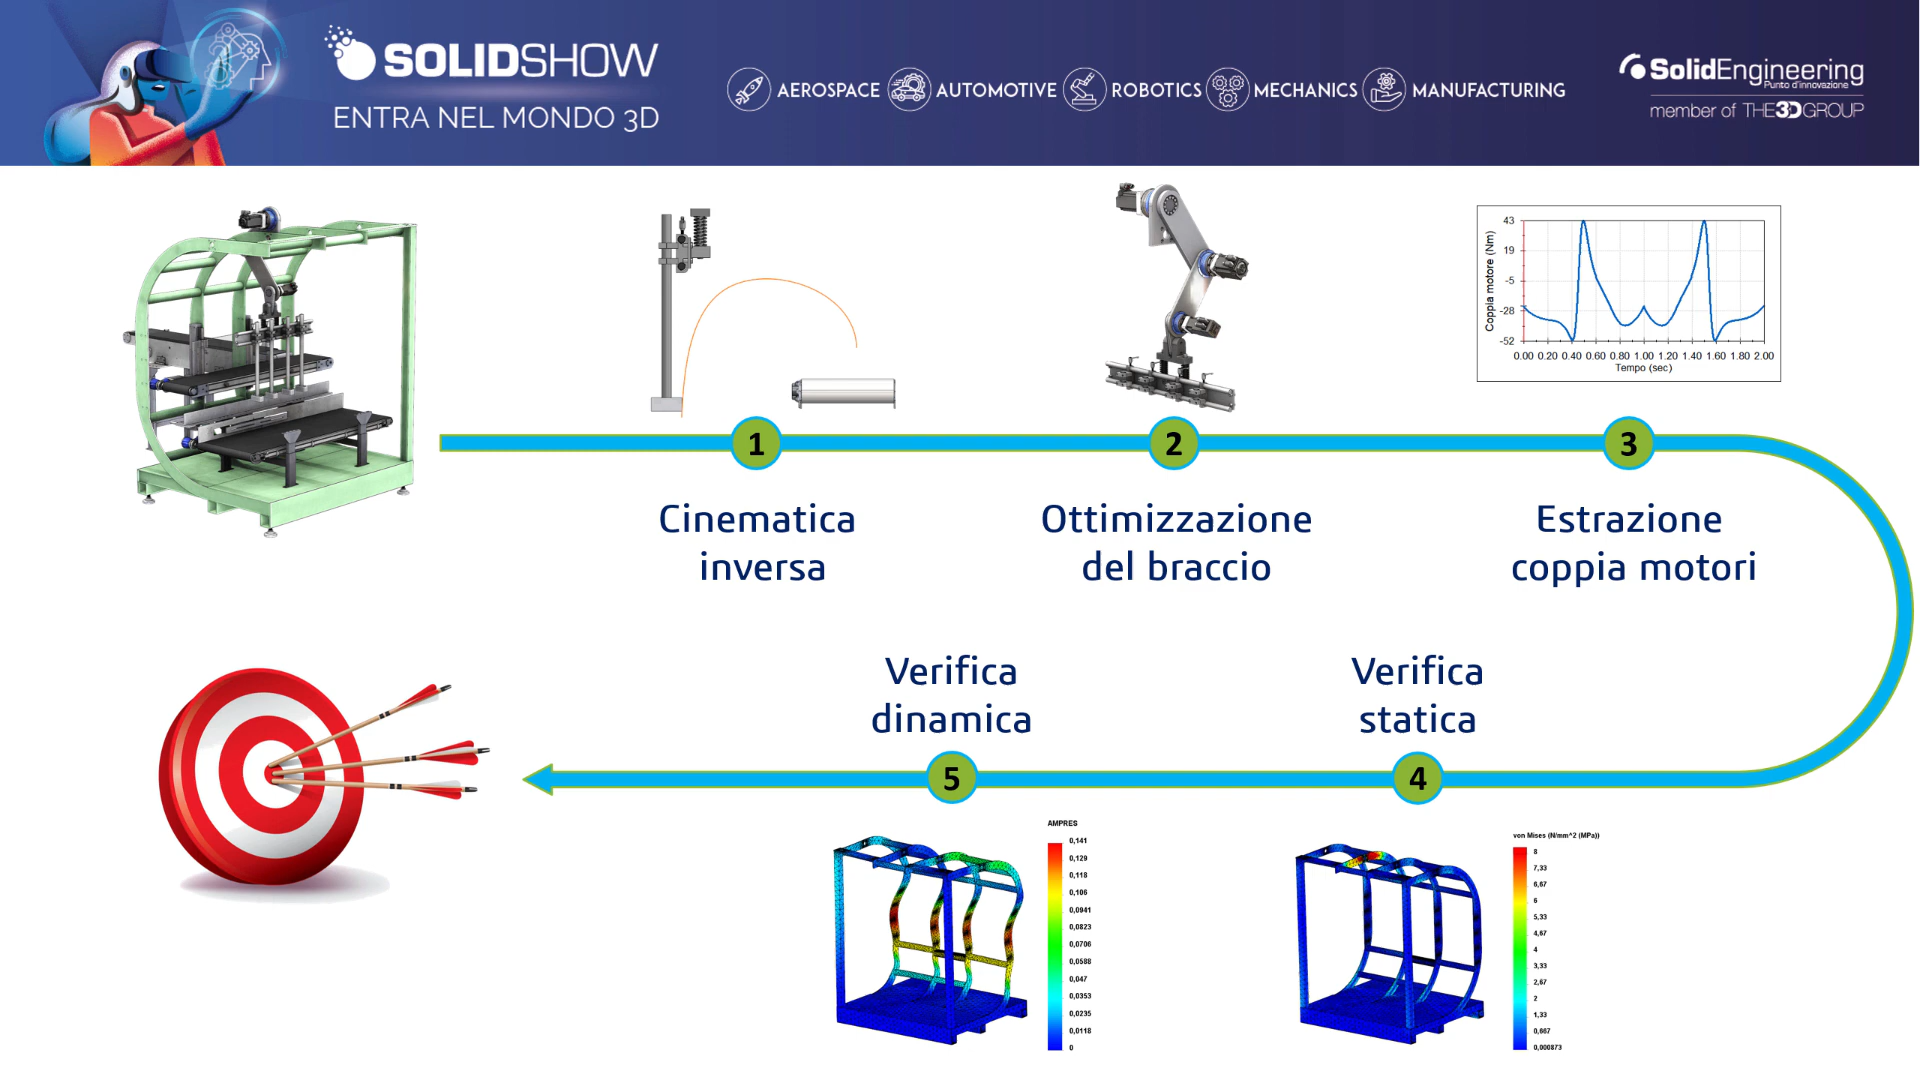 SOLIDSHOW
ENTRA NEL MONDO 3D
AEROSPACE
AUTOMOTIVE
ROBOTICS
MECHANICS
MANUFACTURING
SolidEngineering
Punto d'innovazione
member of THE3DGROUP
Coppia motore (Nm)
43
19
-5
-28
-52
0.00 0.20 0.40 0.60 0.80 1.00 1.20 1.40 1.60 1.80 2.00
Tempo (sec)
1
2
3
Cinematica
inversa
Ottimizzazione
del braccio
Estrazione
coppia motori
Verifica
dinamica
Verifica
statica
5
4
AMPRES
0,141
0,129
0,118
0,106
0,0941
0,0823
0,0706
0,0588
0,047
0,0353
0,0235
0,0118
0
von Mises (N/mm^2 (MPa))
8
7,33
6,67
6
5,33
4,67
4
3,33
2,67
2
1,33
0,667
0,000873